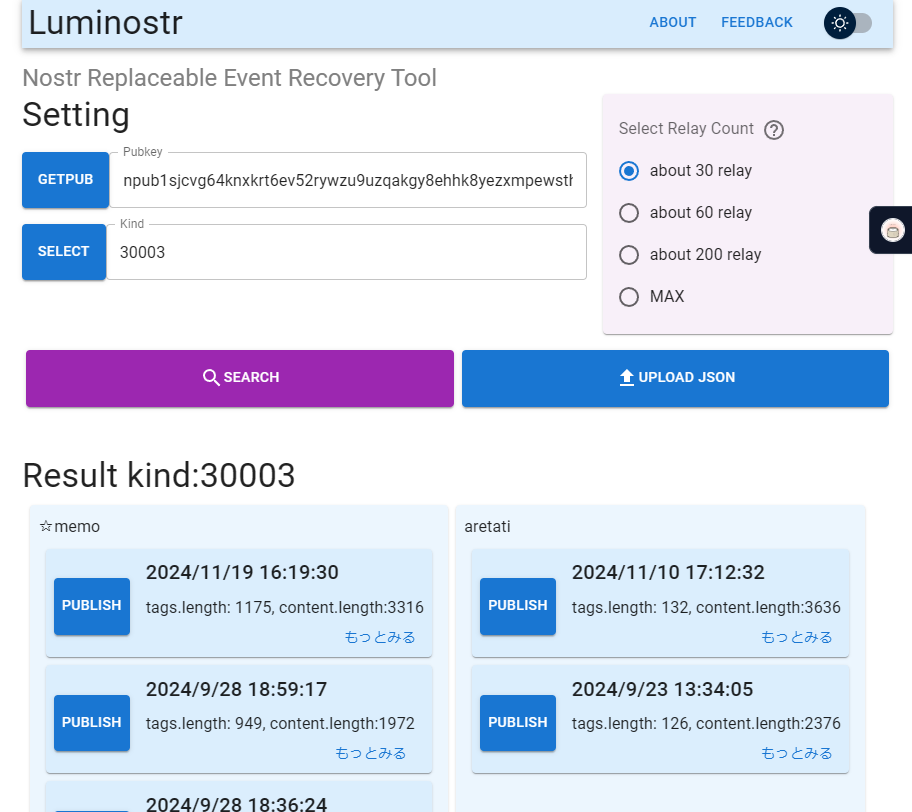 Luminostr
ABOUT
FEEDBACK
Nostr Replaceable Event Recovery Tool
Setting
GETPUB
Pubkey
npub1sjcvg64knxkrt6ev52rywzu9uzqakgy8ehhk8yezxmpewsth
SELECT
Kind
30003
Select Relay Count
about 30 relay
about 60 relay
about 200 relay
MAX
SEARCH
UPLOAD JSON
Result kind:30003
☆memo
PUBLISH
2024/11/19 16:19:30
tags.length: 1175, content.length:3316
もっとみる
PUBLISH
2024/9/28 18:59:17
tags.length: 949, content.length:1972
もっとみる
2024/9/28 18:36:24
aretati
PUBLISH
2024/11/10 17:12:32
tags.length: 132, content.length:3636
もっとみる
PUBLISH
2024/9/23 13:34:05
tags.length: 126, content.length:2376
もっとみる